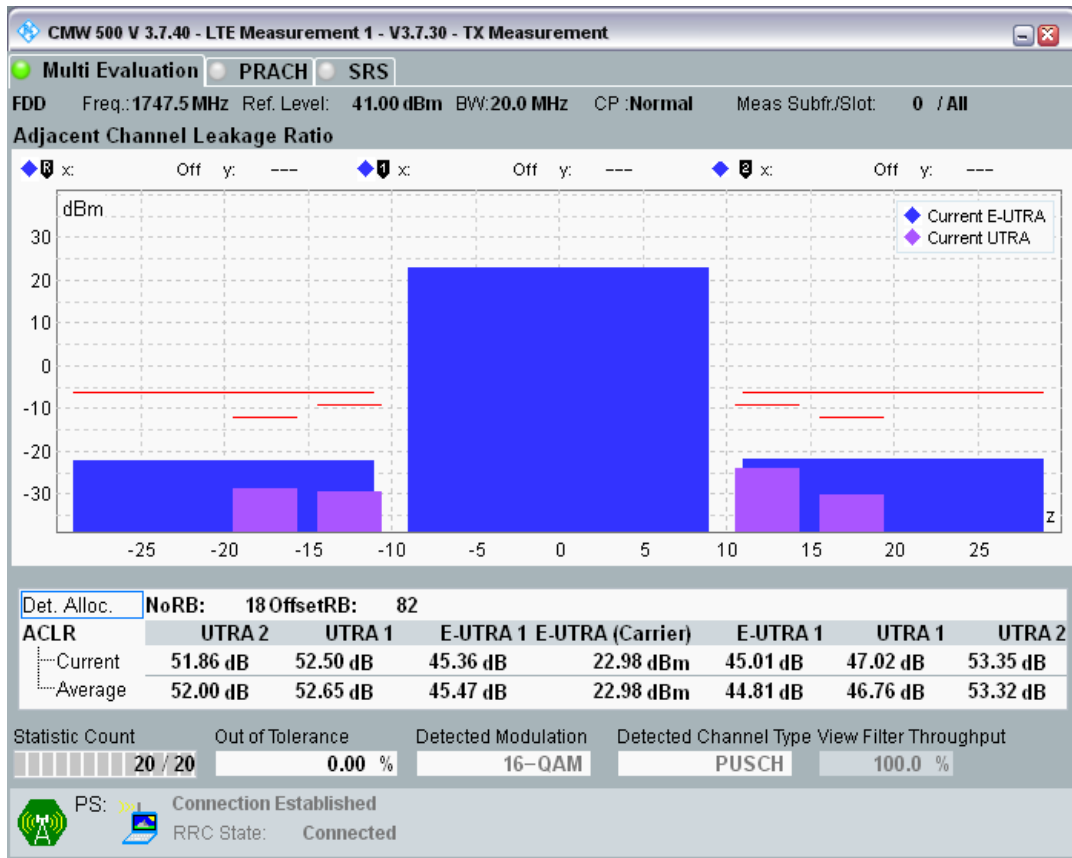 CMW 500 V 3.7.40 - LTE Measurement 1 - V3.7.30 - TX Measurement
Multi Evaluation PRACH SRS
FDD Freq.: 1747.5 MHz Ref. Level: 41.00 dBm BW: 20.0 MHz CP : Normal Meas Subfr./Slot: 0 / All
Adjacent Channel Leakage Ratio
R x: Off y: --- 1 x: Off y: --- 2 x: Off y: ---
dBm
Current E-UTRA
Current UTRA
30
20
10
0
-10
-20
-30
z
-25 -20 -15 -10 -5 0 5 10 15 20 25
Det. Alloc. NoRB: 18 OffsetRB: 82
ACLR UTRA 2 UTRA 1 E-UTRA 1 E-UTRA (Carrier) E-UTRA 1 UTRA 1 UTRA 2
Current 51.86 dB 52.50 dB 45.36 dB 22.98 dBm 45.01 dB 47.02 dB 53.35 dB
Average 52.00 dB 52.65 dB 45.47 dB 22.98 dBm 44.81 dB 46.76 dB 53.32 dB
Statistic Count Out of Tolerance Detected Modulation Detected Channel Type View Filter Throughput
20 / 20 0.00 % 16-QAM PUSCH 100.0 %
PS: Connection Established
RRC State: Connected